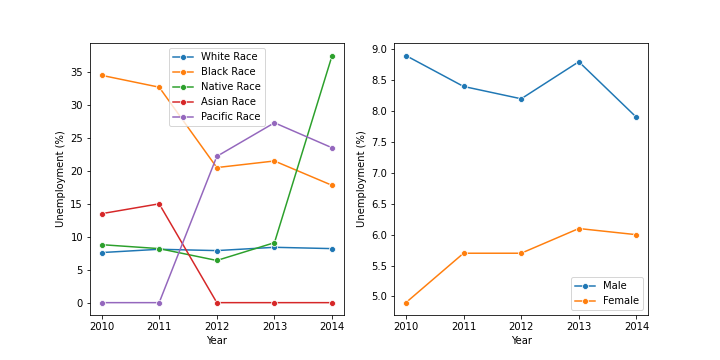 White Race
Black Race
Native Race
Asian Race
Pacific Race
Unemployment (%)
35
30
25
20
15
10
5
0
2010 2011 2012 2013 2014
Year
Unemployment (%)
9.0
8.5
8.0
7.5
7.0
6.5
6.0
5.5
5.0
Male
Female
2010 2011 2012 2013 2014
Year